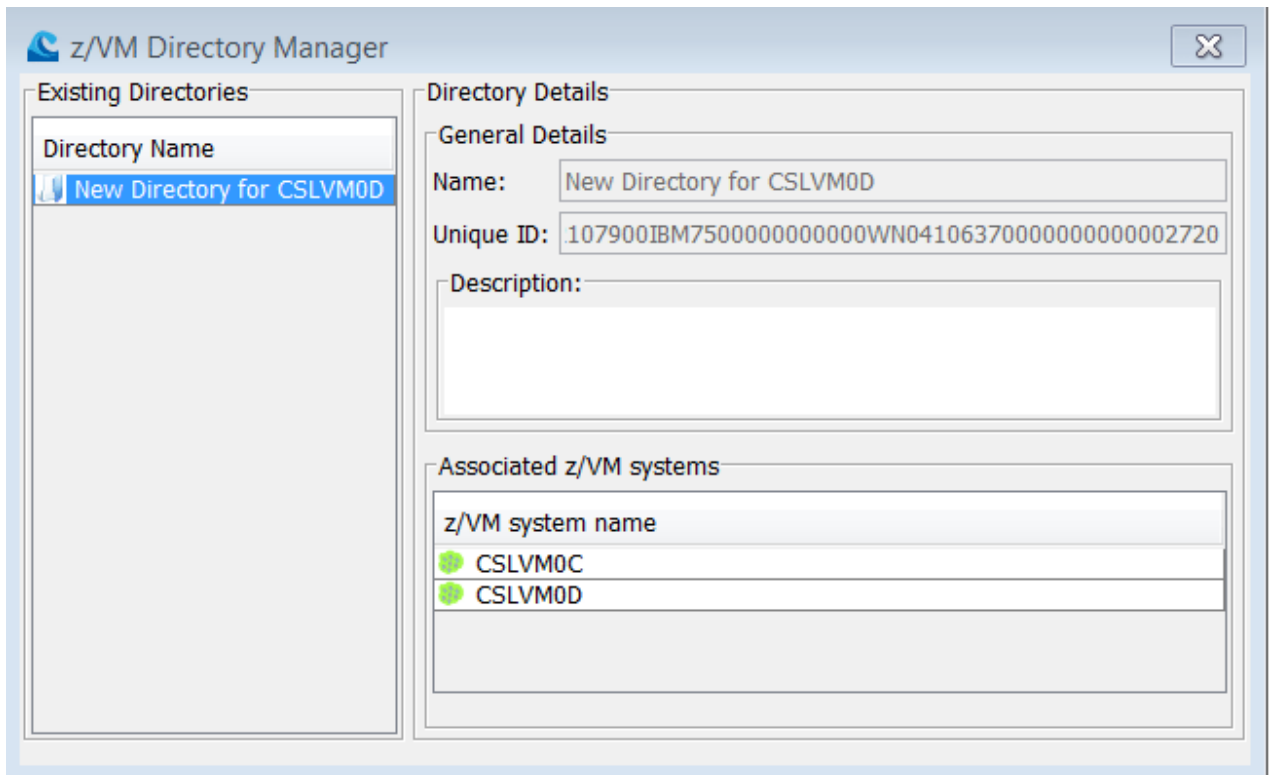 z/VM Directory Manager
Existing Directories
Directory Name
New Directory for CSLVM0D
Directory Details
General Details
Name: New Directory for CSLVM0D
Unique ID: .107900IBM7500000000000WN04106370000000000002720
Description:
Associated z/VM systems
z/VM system name
CSLVM0C
CSLVM0D